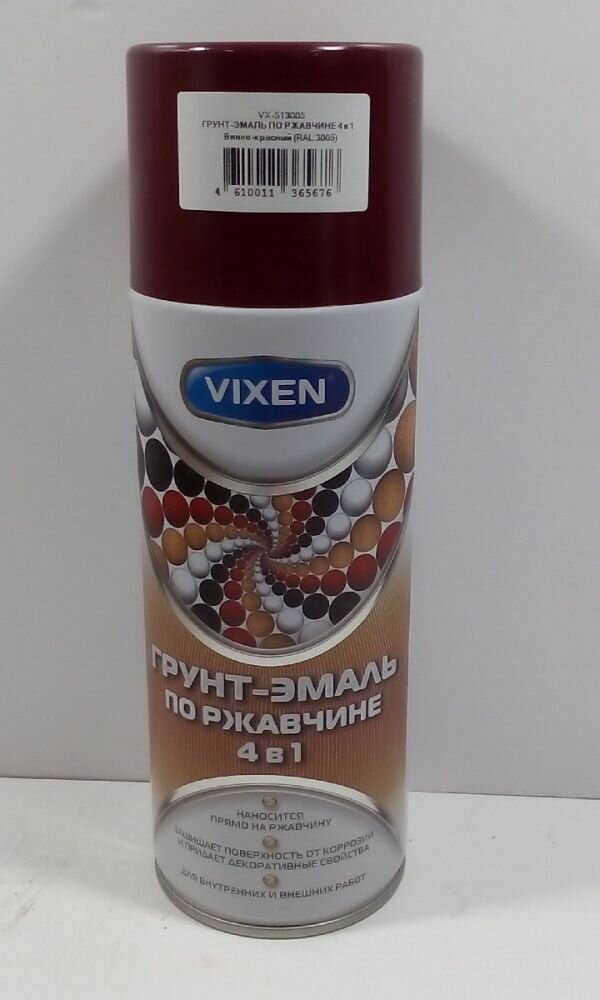 VX-513005
ГРУНТ-ЭМАЛЬ ПО РЖАВЧИНЕ 4 в 1
Винно-красный (RAL 3005)
4 610011 365676
VIXEN
ГРУНТ-ЭМАЛЬ
ПО РЖАВЧИНЕ
4 в 1
НАНОСИТСЯ
ПРЯМО НА РЖАВЧИНУ
ЗАЩИЩАЕТ ПОВЕРХНОСТЬ ОТ КОРРОЗИИ
И ПРИДАЕТ ДЕКОРАТИВНЫЕ СВОЙСТВА
ДЛЯ ВНУТРЕННИХ И ВНЕШНИХ РАБОТ